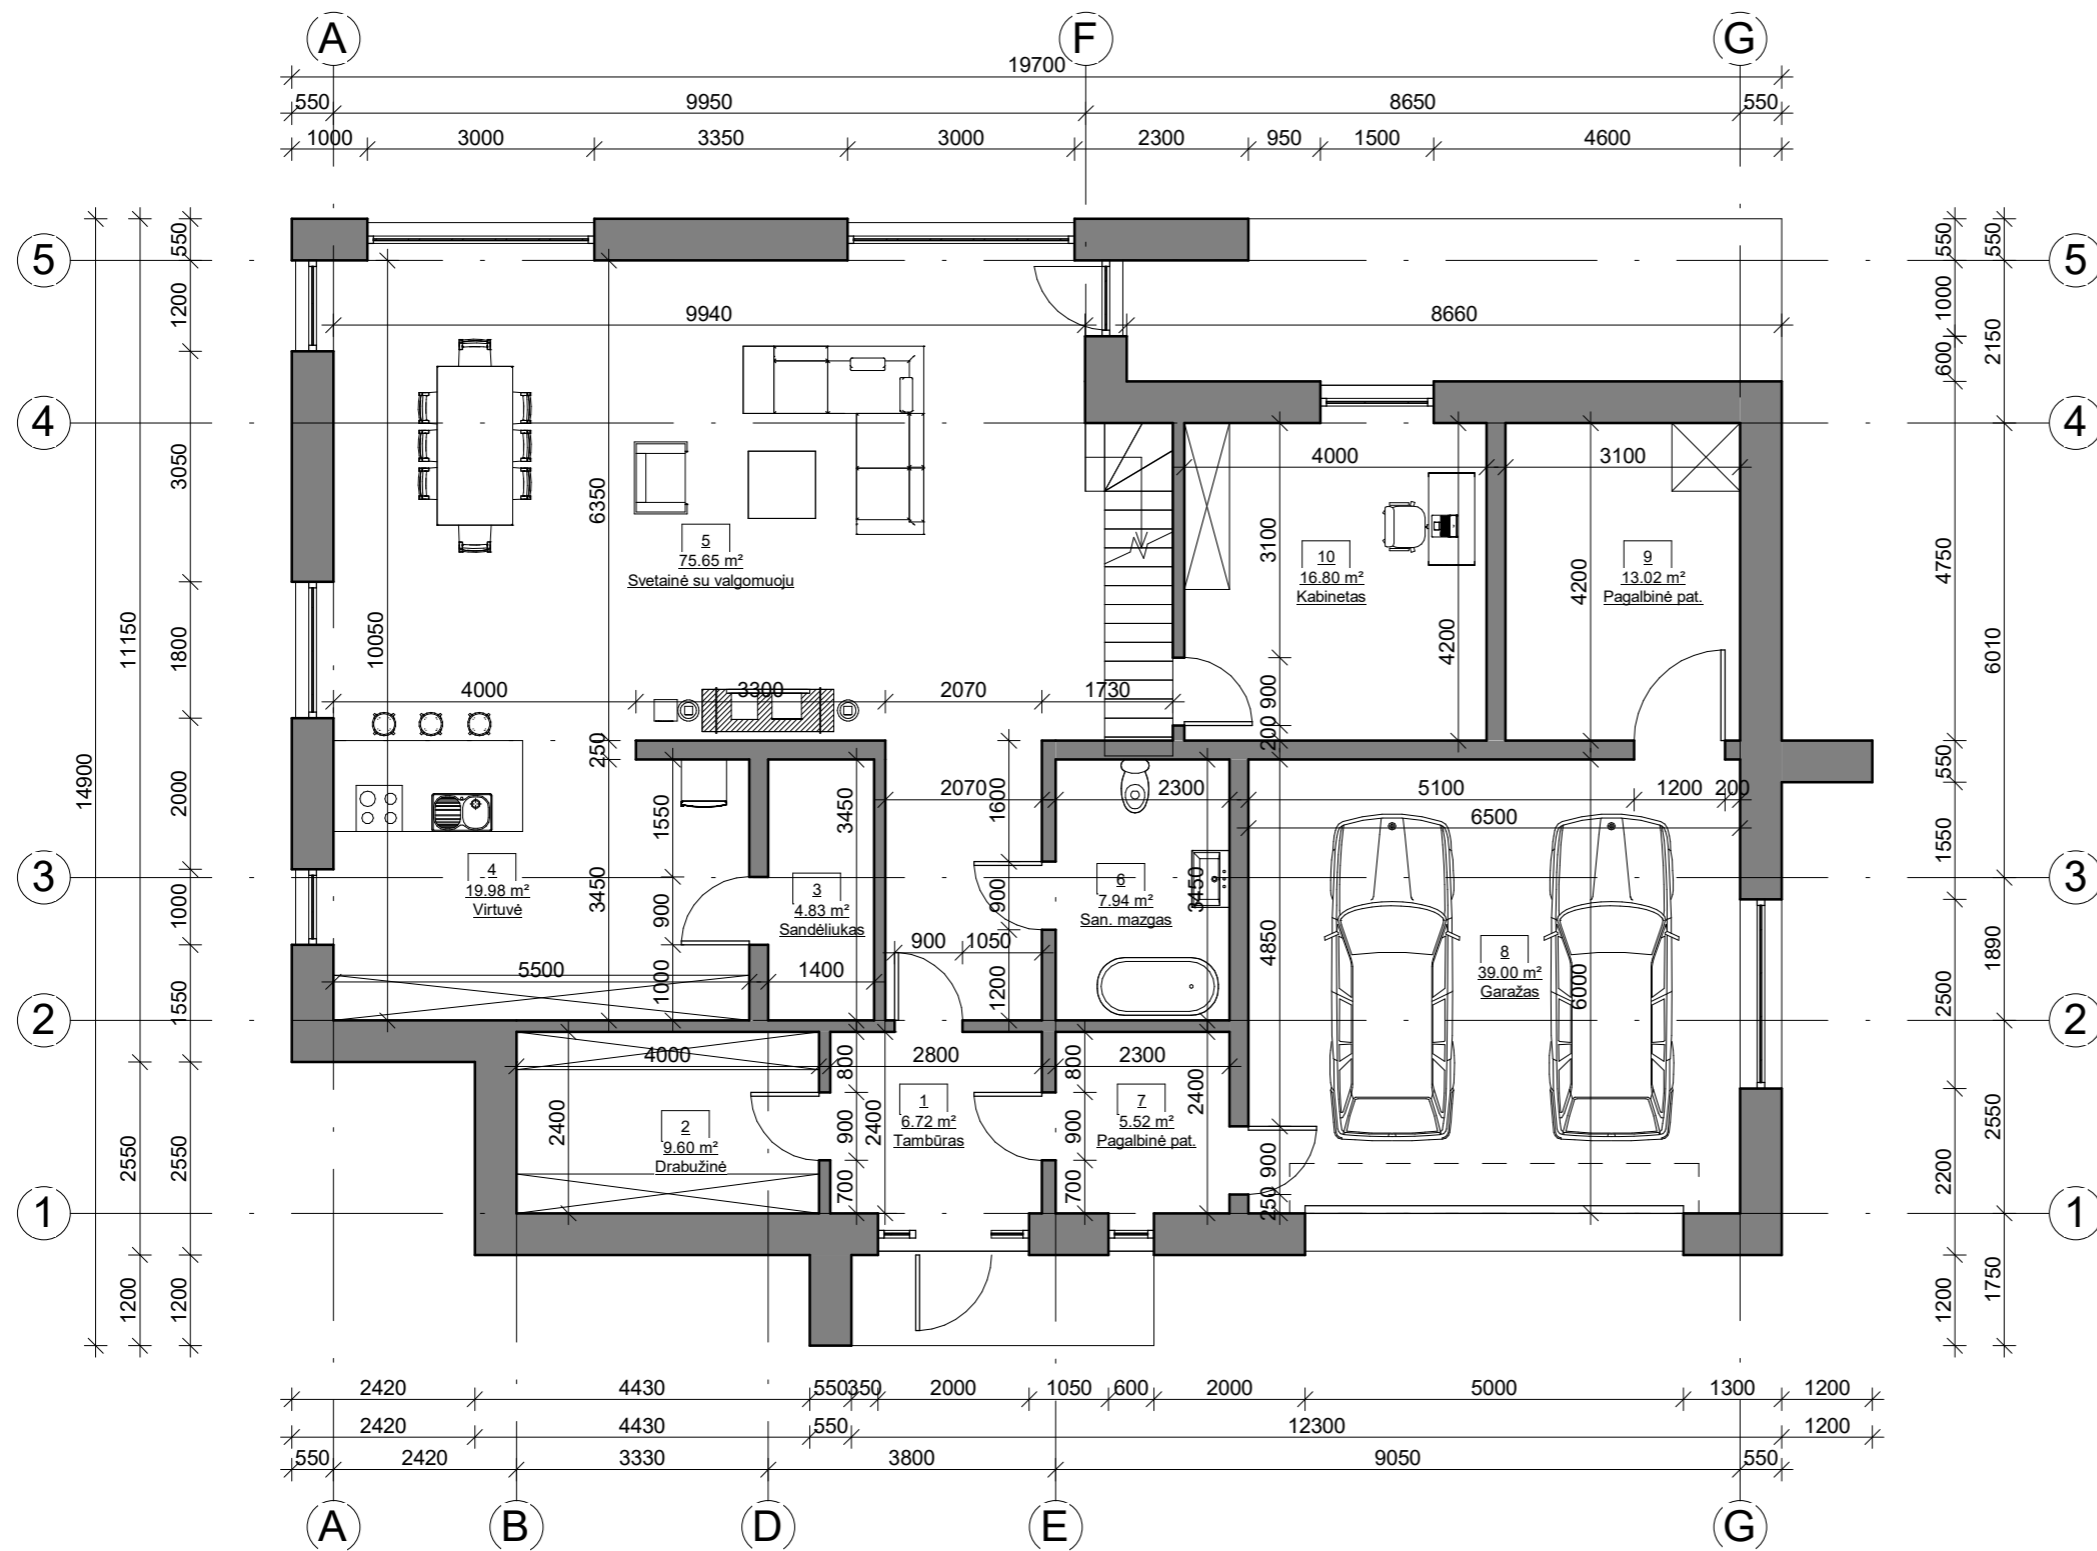 A F G
19700
550 9950 8650 550
1000 3000 3350 3000 2300 950 1500 4600
5 5
4 4
3 3
2 2
1 1
14900
11150 2550 1200
550 1200 3050 1800 2000 1000 1550 2550 1200
550 1000 600 4750 550 1550 2500 2200 1200
550 2150 6010 1890 2550 1750
9940 8660
10050
6350
250
3450
5
75.65 m²
Svetainė su valgomuoju
4000 3300 2070 1730
4000 3100
3100
900
200
4200
4200
10
16.80 m²
Kabinetas
9
13.02 m²
Pagalbinė pat.
2070 2300 5100 1200 200
6500
1550
900
1000
3450
1600
900
1200
3450
4850
6000
4
19.98 m²
Virtuvė
3
4.83 m²
Sandėliukas
6
7.94 m²
San. mazgas
8
39.00 m²
Garažas
900 1050
5500 1400
4000 2800 2300
2400
800
900
700
2400
800
900
700
2400
900
250
2
9.60 m²
Drabužinė
1
6.72 m²
Tambūras
7
5.52 m²
Pagalbinė pat.
2420 4430 550 350 2000 1050 600 2000 5000 1300 1200
2420 4430 550 12300 1200
550 2420 3330 3800 9050 550
A B D E G